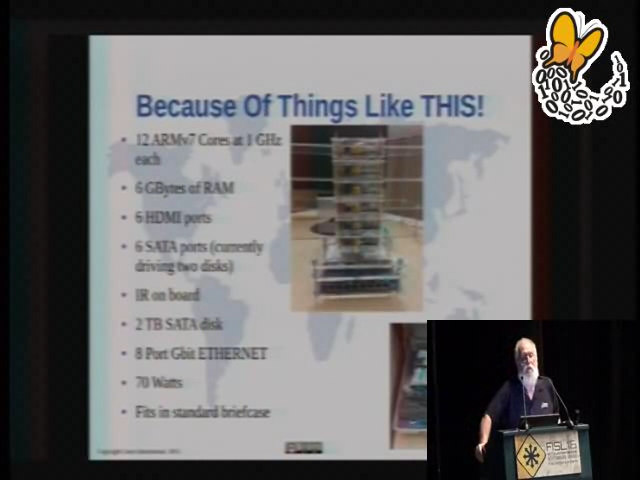 Because Of Things Like THIS!
• 12 ARMv7 Cores at 1 GHz
each
• 6 GBytes of RAM
• 6 HDMI ports
• 6 SATA ports (currently
driving two disks)
• IR on board
• 2 TB SATA disk
• 8 Port Gbit ETHERNET
• 70 Watts
• Fits in standard briefcase
FISL16